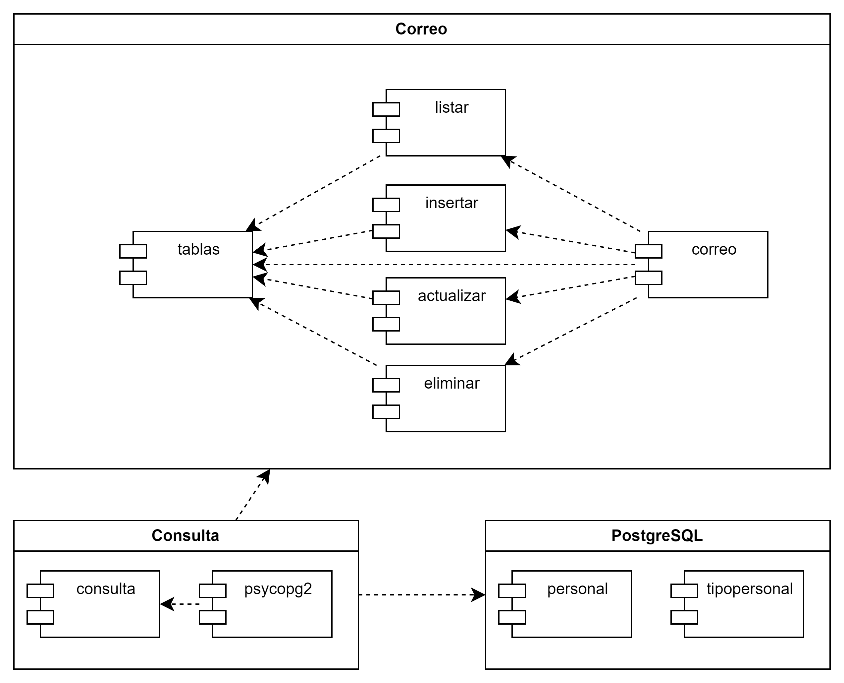 Correo
listar
insertar
tablas
correo
actualizar
eliminar
Consulta
consulta
psycopg2
PostgreSQL
personal
tipopersonal